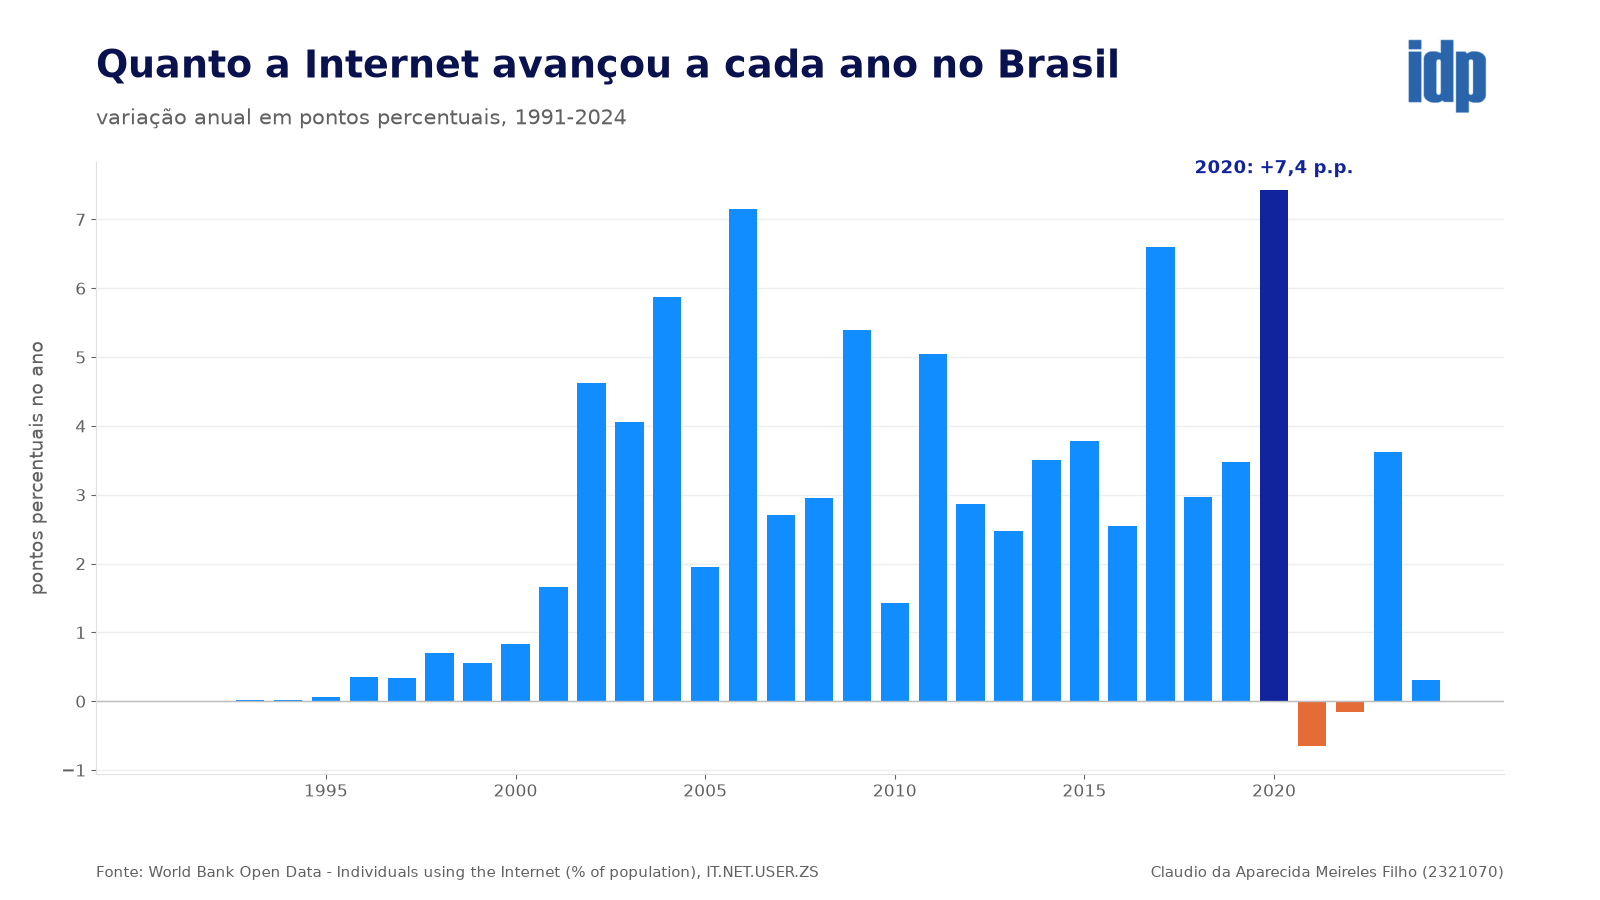 Quanto a Internet avançou a cada ano no Brasil
idp
variação anual em pontos percentuais, 1991-2024
2020: +7,4 p.p.
pontos percentuais no ano
7
6
5
4
3
2
1
0
−1
1995 2000 2005 2010 2015 2020
Fonte: World Bank Open Data - Individuals using the Internet (% of population), IT.NET.USER.ZS
Claudio da Aparecida Meireles Filho (2321070)